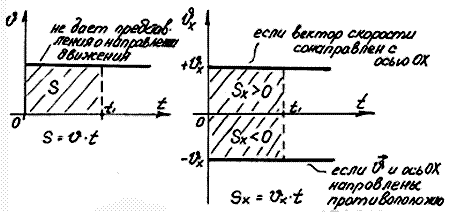 ϑ
не дает представ-
ления о направлении
движения
S
0
t₁
t
S = ϑ · t
ϑₓ
если вектор скорости
сонаправлен с
осью OX
+ϑₓ
Sₓ>0
0
t₁
t
Sₓ<0
-ϑₓ
если ϑ⃗ и ось OX
направлены
противоположно
Sₓ = ϑₓ · t